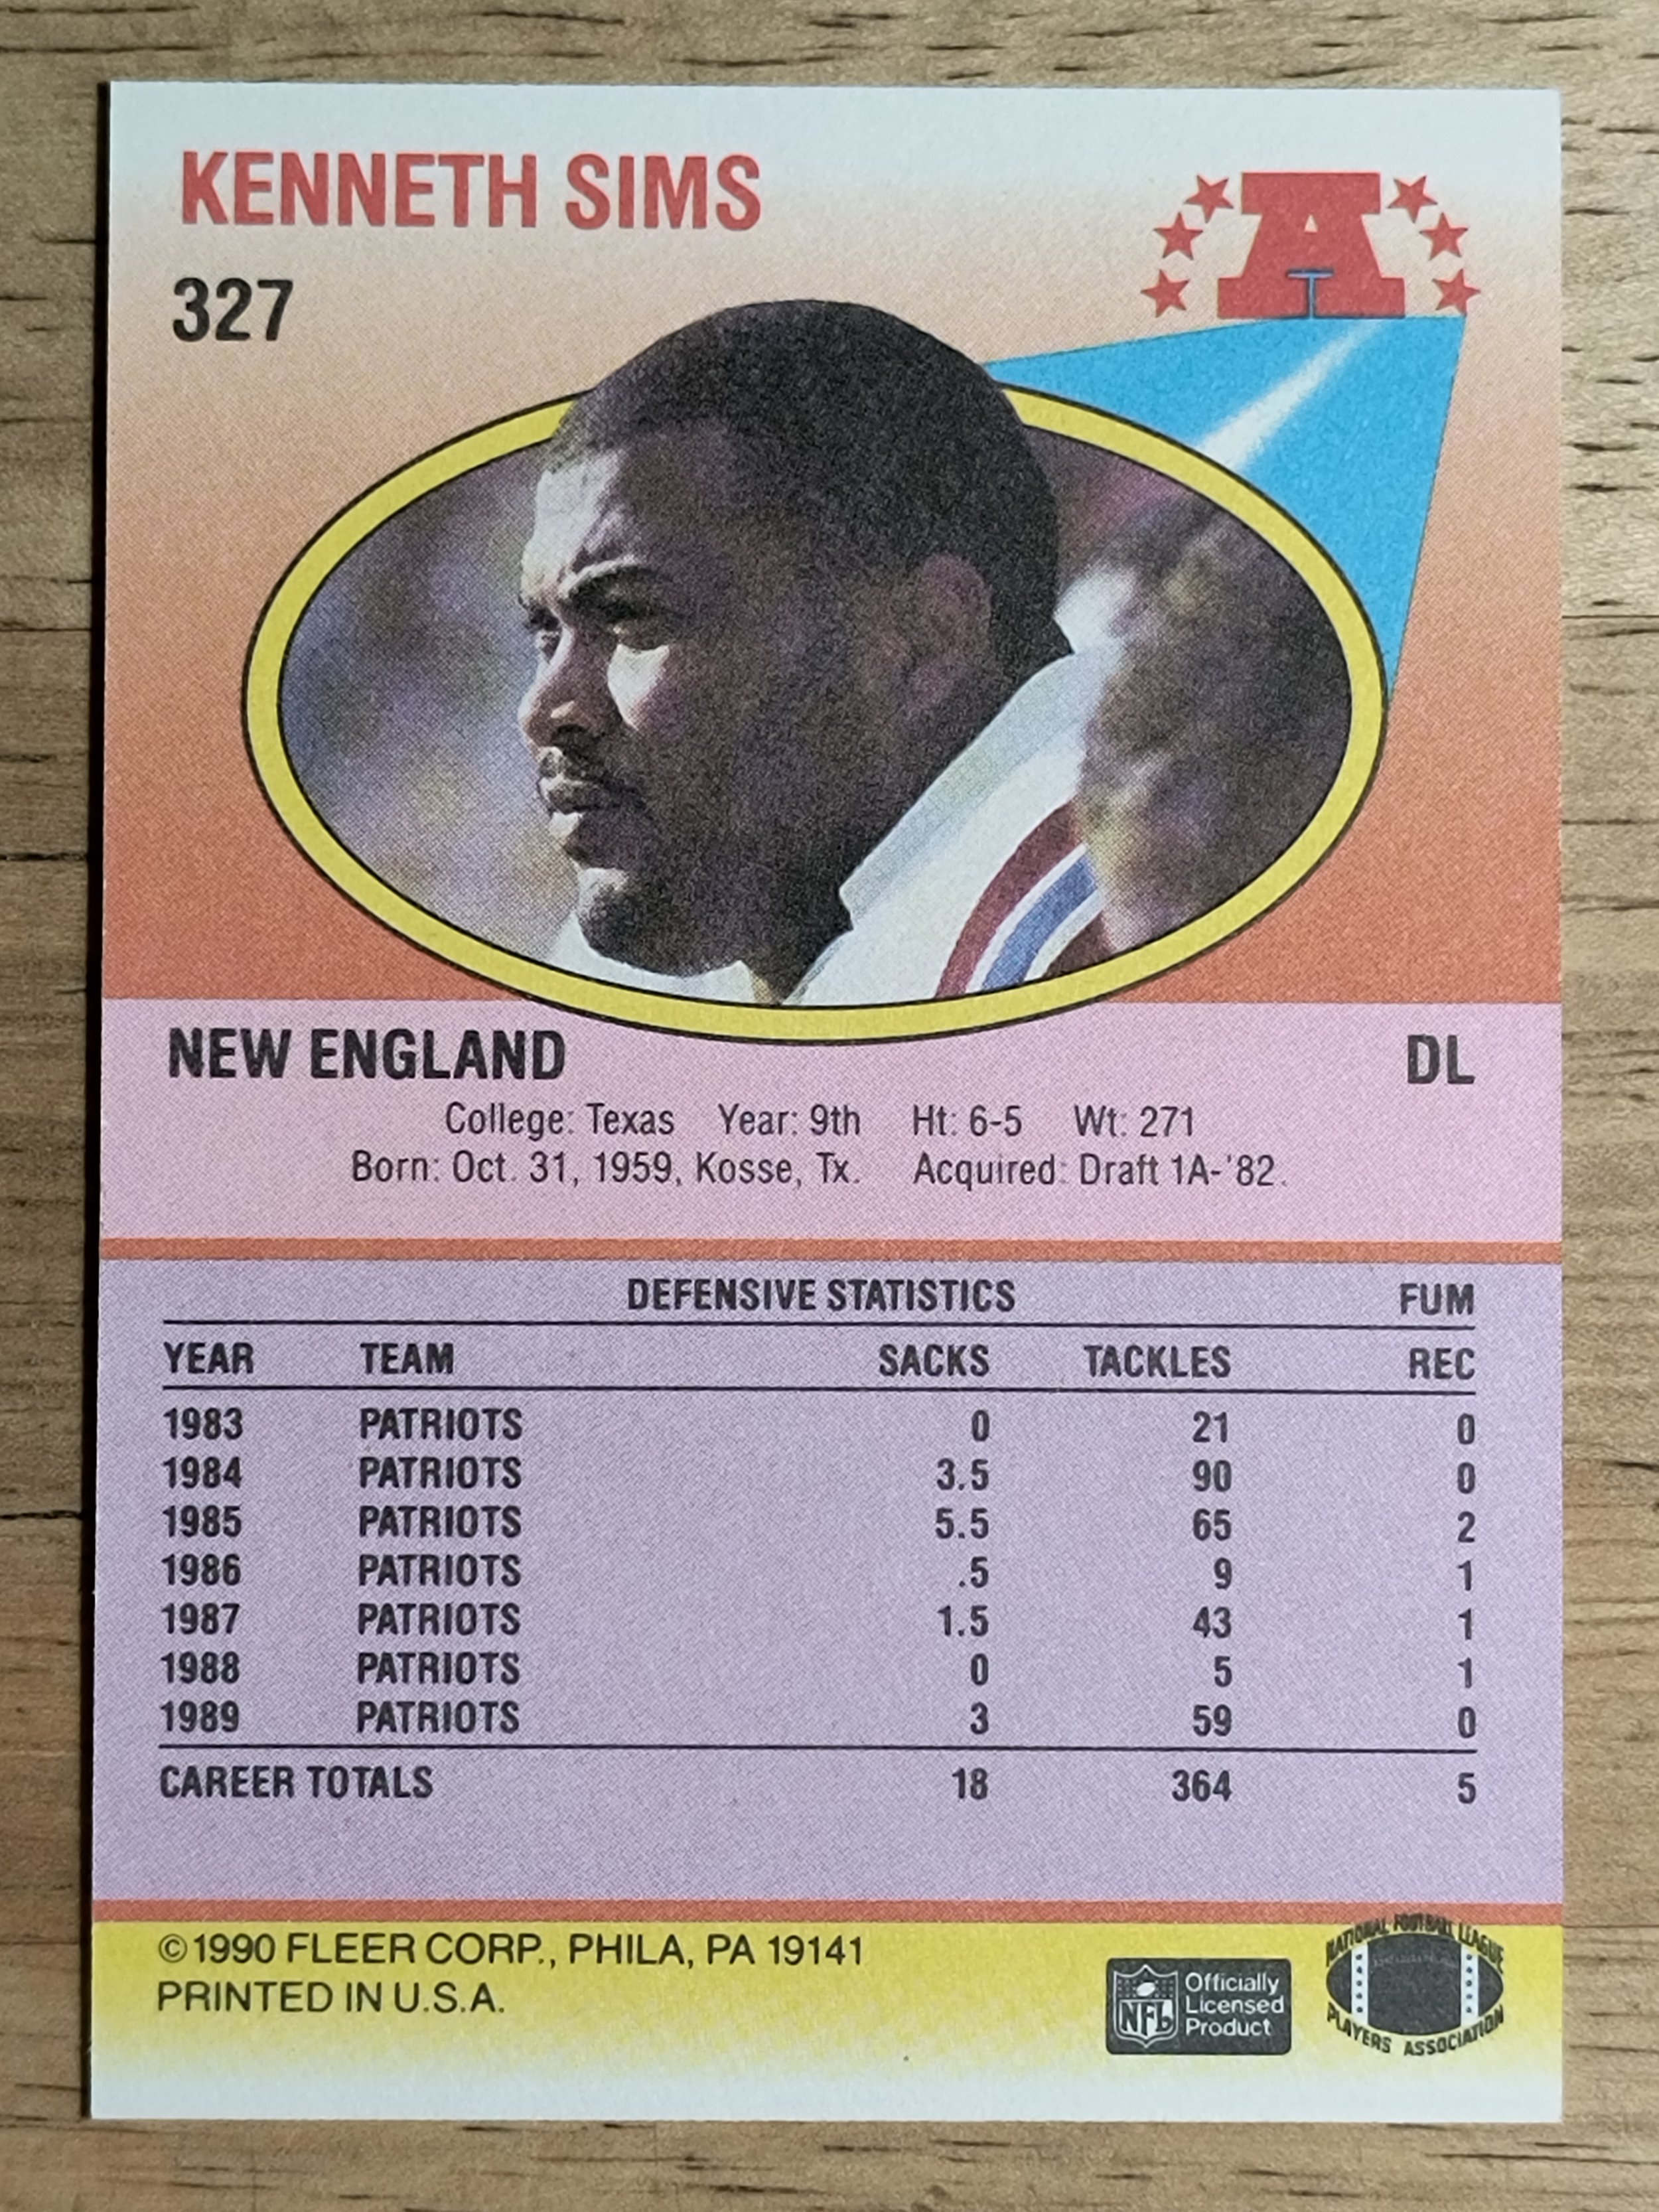 KENNETH SIMS
A
327
NEW ENGLAND DL
College: Texas Year: 9th Ht: 6-5 Wt: 271
Born: Oct. 31, 1959, Kosse, Tx. Acquired: Draft 1A-'82.
DEFENSIVE STATISTICS FUM
YEAR TEAM SACKS TACKLES REC
1983 PATRIOTS 0 21 0
1984 PATRIOTS 3.5 90 0
1985 PATRIOTS 5.5 65 2
1986 PATRIOTS .5 9 1
1987 PATRIOTS 1.5 43 1
1988 PATRIOTS 0 5 1
1989 PATRIOTS 3 59 0
CAREER TOTALS 18 364 5
©1990 FLEER CORP., PHILA, PA 19141
PRINTED IN U.S.A.
NFL
Officially
Licensed
Product
NATIONAL FOOTBALL LEAGUE
PLAYERS ASSOCIATION